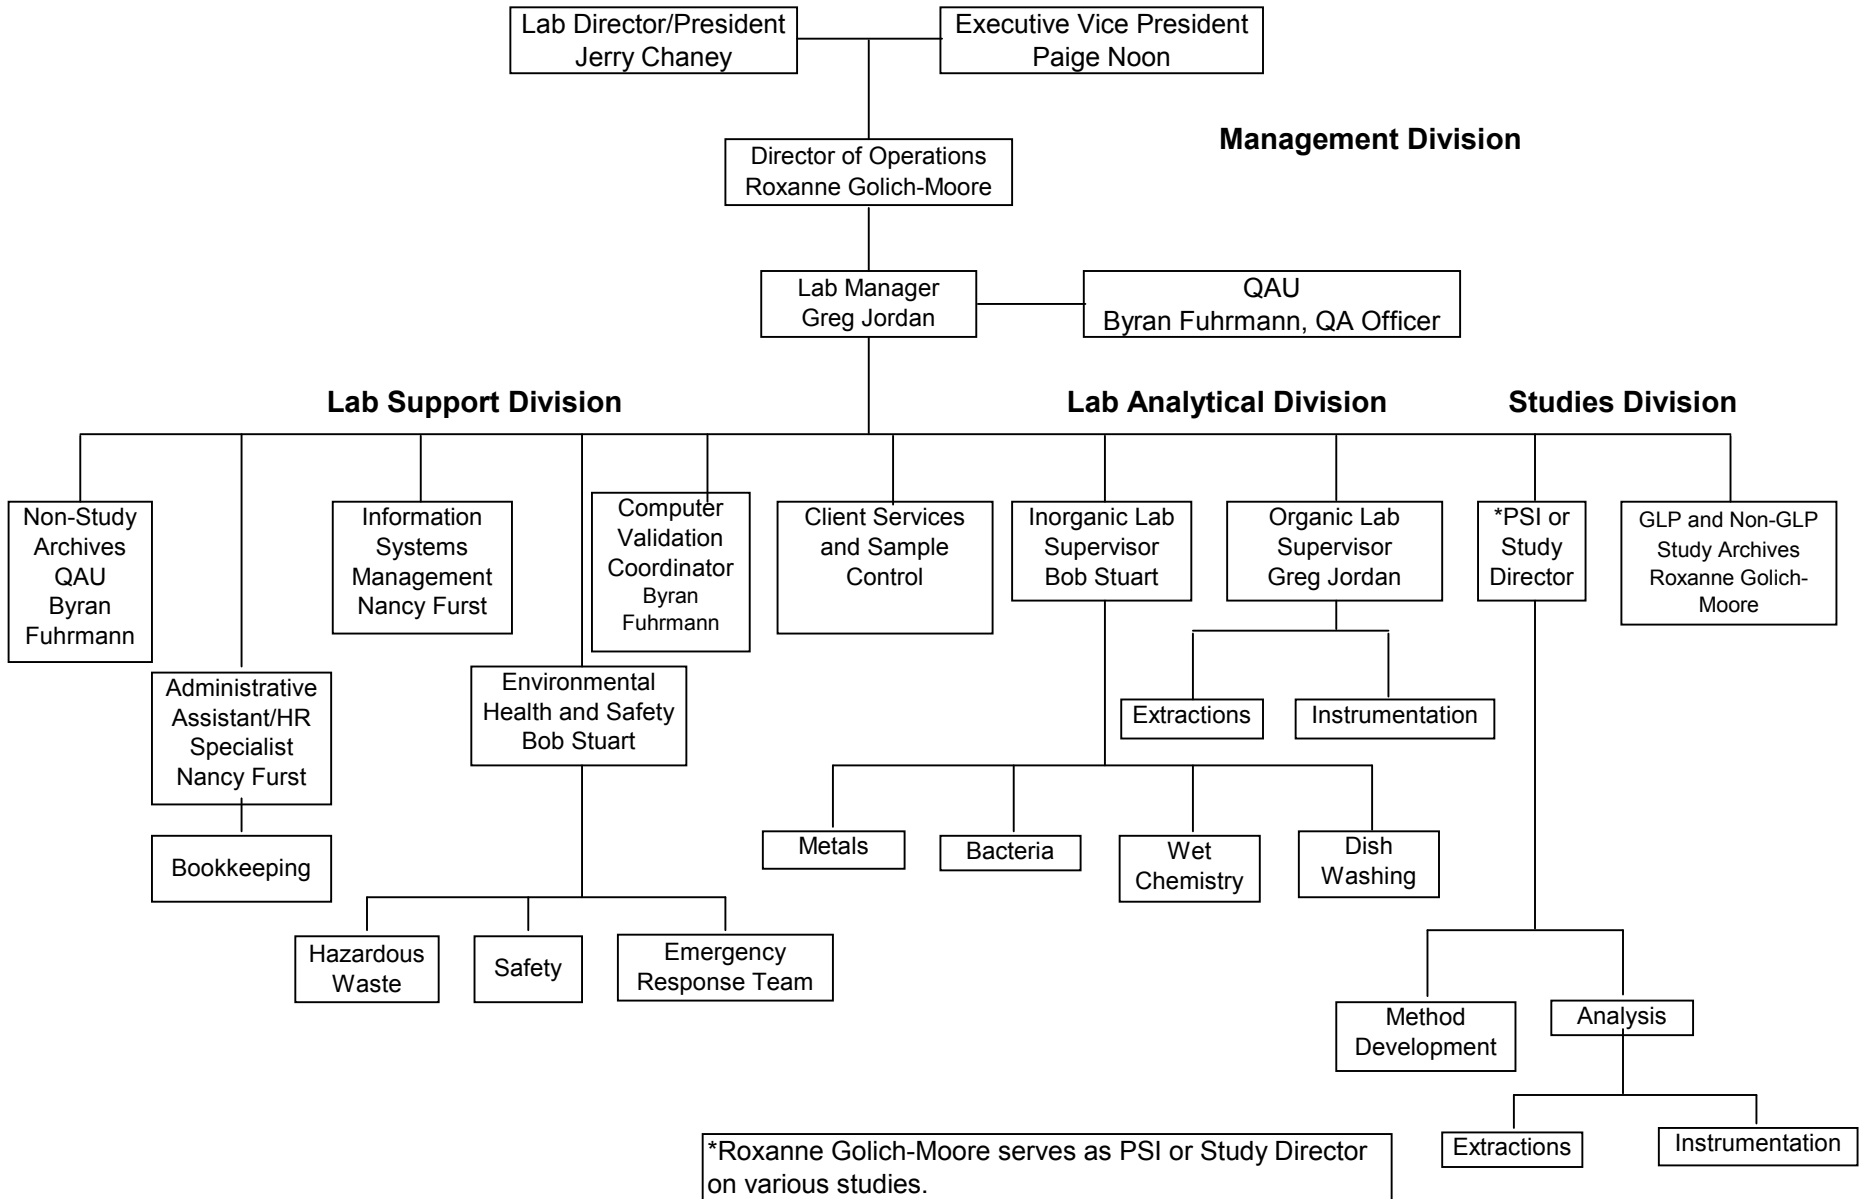 Lab Director/President
Jerry Chaney
Executive Vice President
Paige Noon
Management Division
Director of Operations
Roxanne Golich-Moore
Lab Manager
Greg Jordan
QAU
Byran Fuhrmann, QA Officer
Lab Support Division
Lab Analytical Division
Studies Division
Non-Study
Archives
QAU
Byran
Fuhrmann
Information
Systems
Management
Nancy Furst
Computer
Validation
Coordinator
Byran
Fuhrmann
Client Services
and Sample
Control
Inorganic Lab
Supervisor
Bob Stuart
Organic Lab
Supervisor
Greg Jordan
*PSI or
Study
Director
GLP and Non-GLP
Study Archives
Roxanne Golich-
Moore
Administrative
Assistant/HR
Specialist
Nancy Furst
Environmental
Health and Safety
Bob Stuart
Extractions
Instrumentation
Bookkeeping
Metals
Bacteria
Wet
Chemistry
Dish
Washing
Hazardous
Waste
Safety
Emergency
Response Team
Method
Development
Analysis
Extractions
Instrumentation
*Roxanne Golich-Moore serves as PSI or Study Director
on various studies.